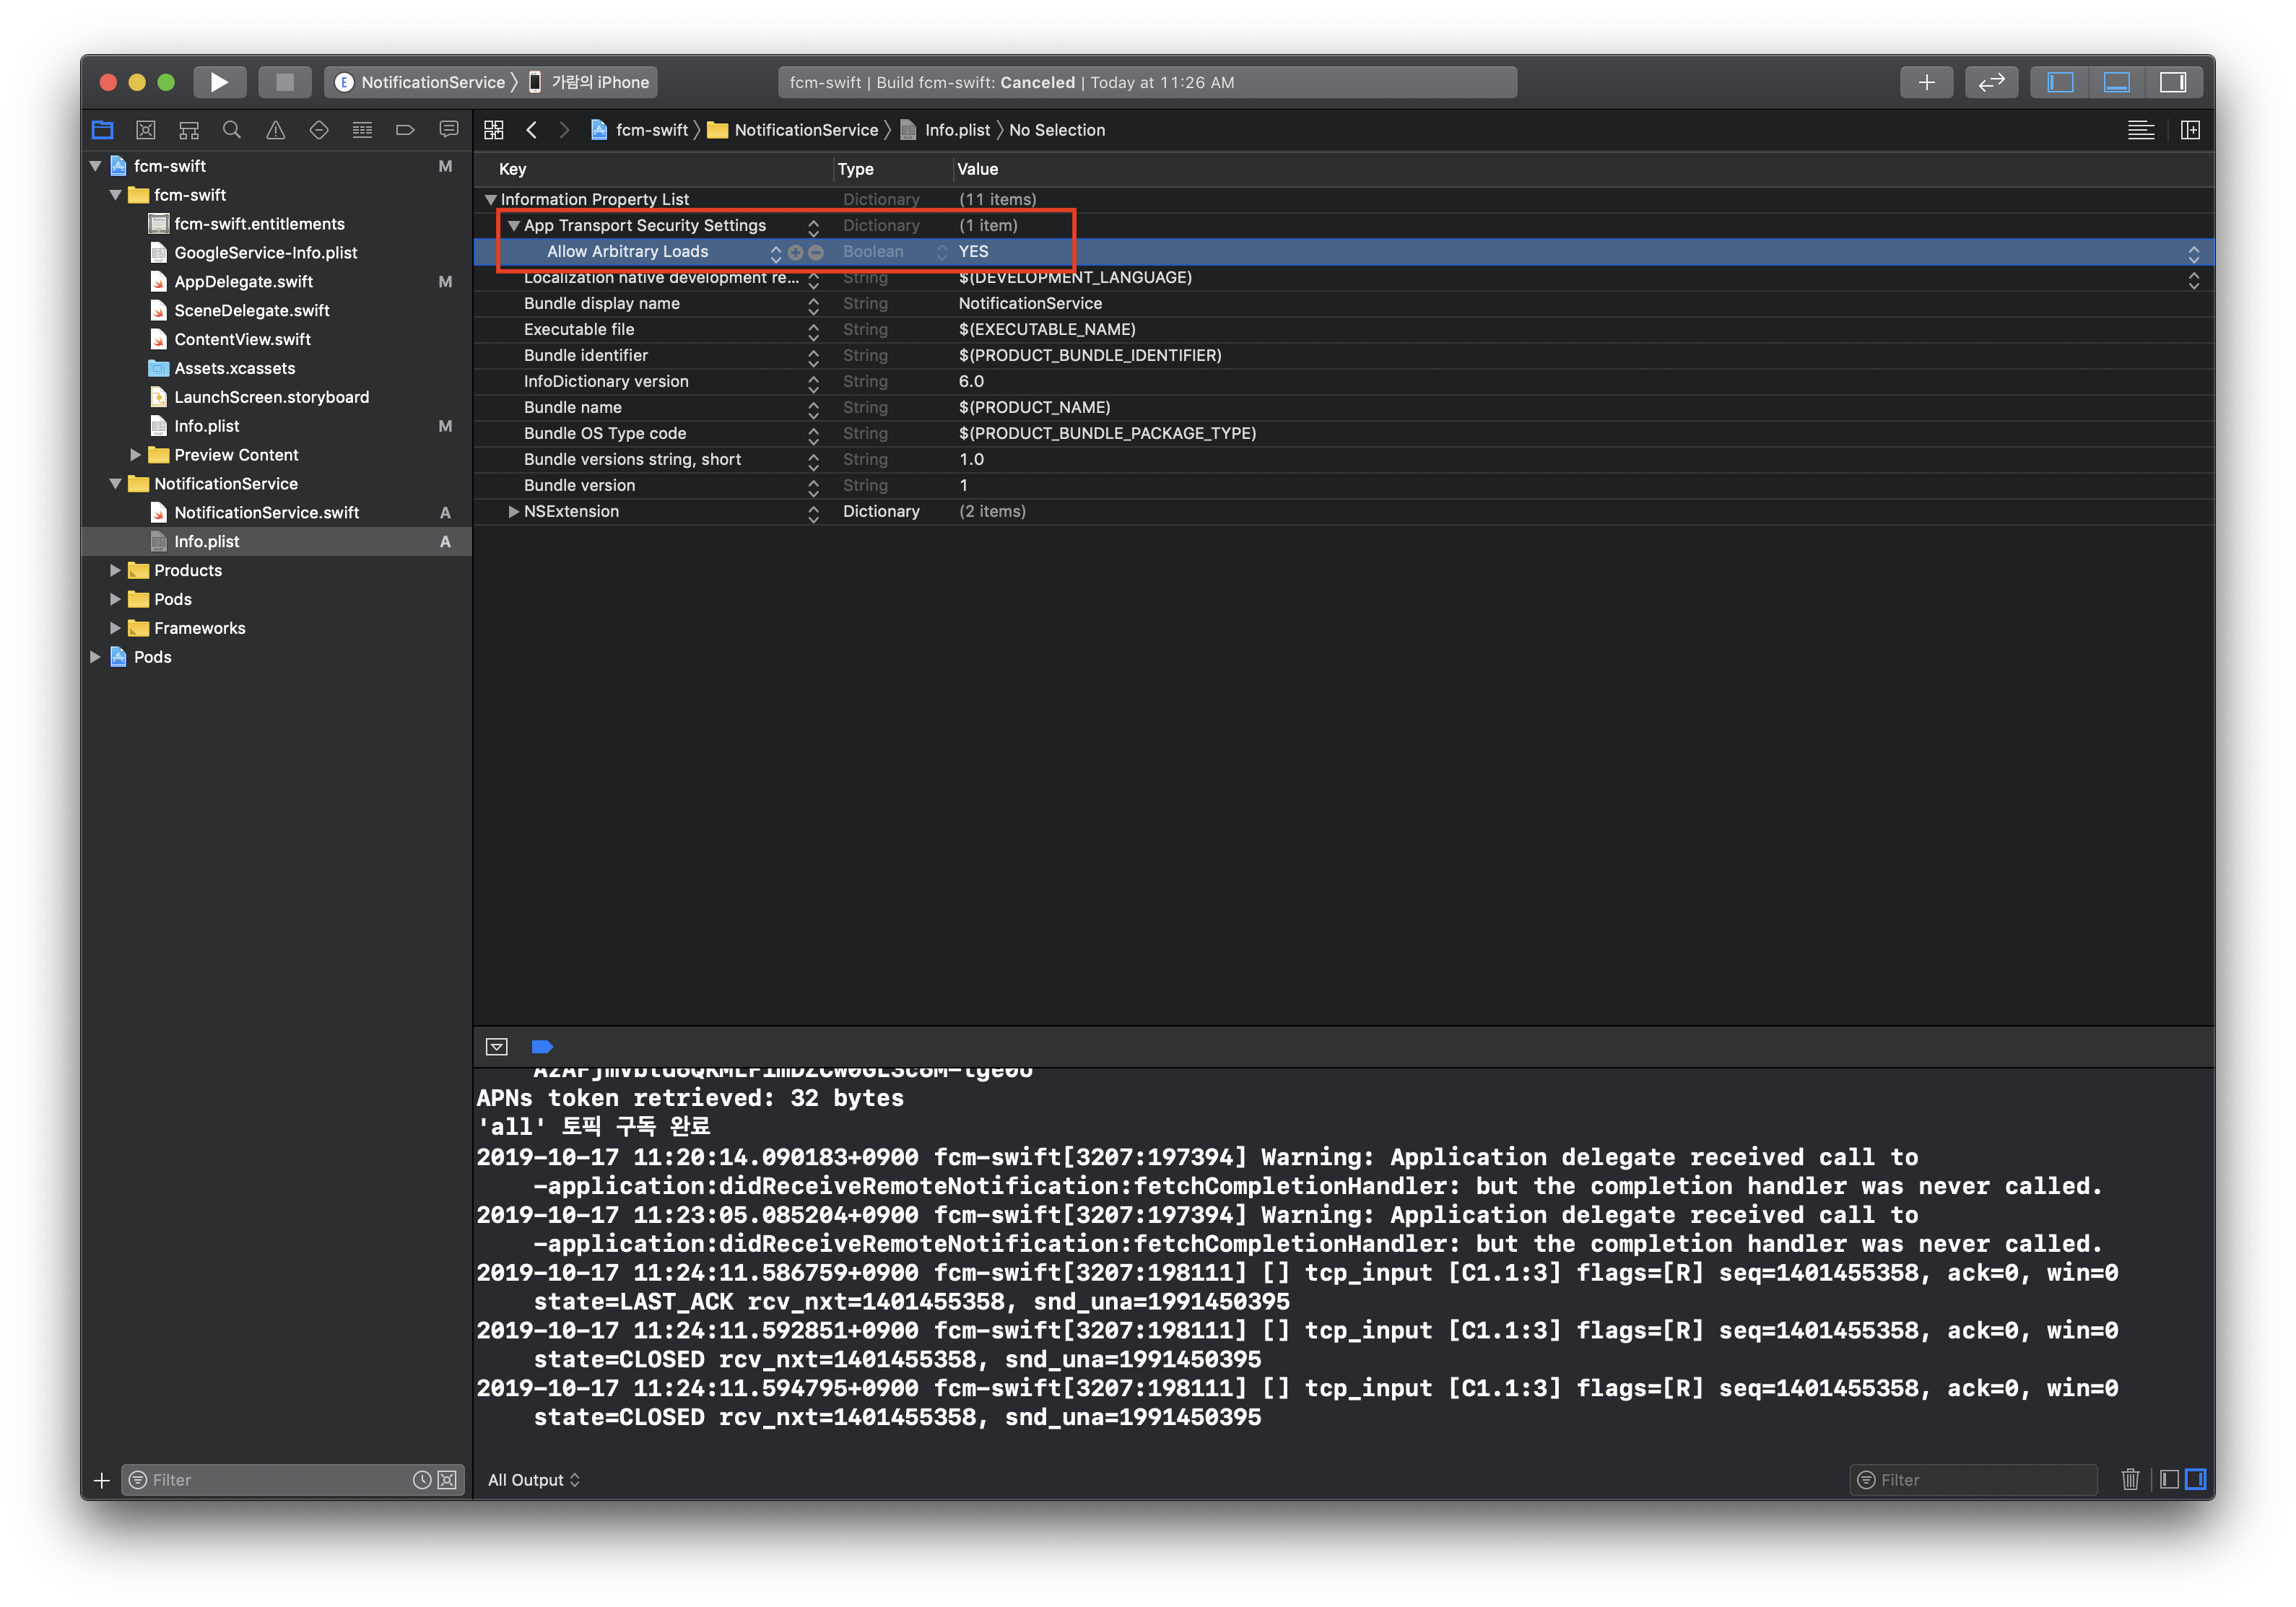 E NotificationService 〉 가람의 iPhone
fcm-swift | Build fcm-swift: Canceled | Today at 11:26 AM
fcm-swift 〉 NotificationService 〉 Info.plist 〉 No Selection
fcm-swift M
fcm-swift
fcm-swift.entitlements
GoogleService-Info.plist
AppDelegate.swift M
SceneDelegate.swift
ContentView.swift
Assets.xcassets
LaunchScreen.storyboard
Info.plist M
Preview Content
NotificationService
NotificationService.swift A
Info.plist A
Products
Pods
Frameworks
Pods
Filter
Key Type Value
Information Property List Dictionary (11 items)
App Transport Security Settings Dictionary (1 item)
Allow Arbitrary Loads Boolean YES
Localization native development re... String $(DEVELOPMENT_LANGUAGE)
Bundle display name String NotificationService
Executable file String $(EXECUTABLE_NAME)
Bundle identifier String $(PRODUCT_BUNDLE_IDENTIFIER)
InfoDictionary version String 6.0
Bundle name String $(PRODUCT_NAME)
Bundle OS Type code String $(PRODUCT_BUNDLE_PACKAGE_TYPE)
Bundle versions string, short String 1.0
Bundle version String 1
NSExtension Dictionary (2 items)
APNs token retrieved: 32 bytes
'all' 토픽 구독 완료
2019-10-17 11:20:14.090183+0900 fcm-swift[3207:197394] Warning: Application delegate received call to
-application:didReceiveRemoteNotification:fetchCompletionHandler: but the completion handler was never called.
2019-10-17 11:23:05.085204+0900 fcm-swift[3207:197394] Warning: Application delegate received call to
-application:didReceiveRemoteNotification:fetchCompletionHandler: but the completion handler was never called.
2019-10-17 11:24:11.586759+0900 fcm-swift[3207:198111] [] tcp_input [C1.1:3] flags=[R] seq=1401455358, ack=0, win=0
state=LAST_ACK rcv_nxt=1401455358, snd_una=1991450395
2019-10-17 11:24:11.592851+0900 fcm-swift[3207:198111] [] tcp_input [C1.1:3] flags=[R] seq=1401455358, ack=0, win=0
state=CLOSED rcv_nxt=1401455358, snd_una=1991450395
2019-10-17 11:24:11.594795+0900 fcm-swift[3207:198111] [] tcp_input [C1.1:3] flags=[R] seq=1401455358, ack=0, win=0
state=CLOSED rcv_nxt=1401455358, snd_una=1991450395
All Output
Filter